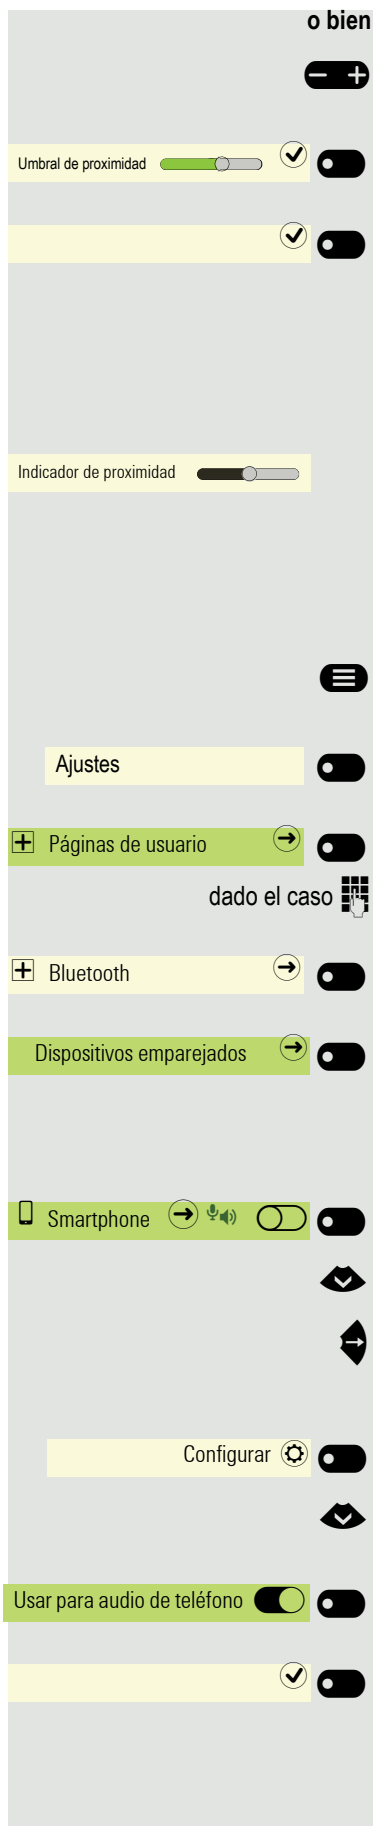 o bien
Umbral de proximidad
Indicador de proximidad
Ajustes
Páginas de usuario
dado el caso
Bluetooth
Dispositivos emparejados
Smartphone
Configurar
Usar para audio de teléfono